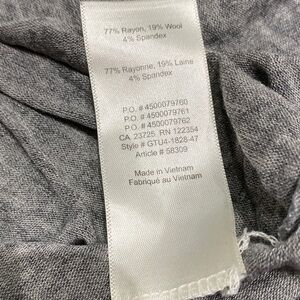 77% Rayon, 19% Wool
4% Spandex
77% Rayonne, 19% Laine
4% Spandex
P.O. # 4500079760
P.O. # 4500079761
P.O. # 4500079762
CA 23725 RN 122354
Style # GTU4-1828-47
Article # 58309
Made in Vietnam
Fabriqué au Vietnam